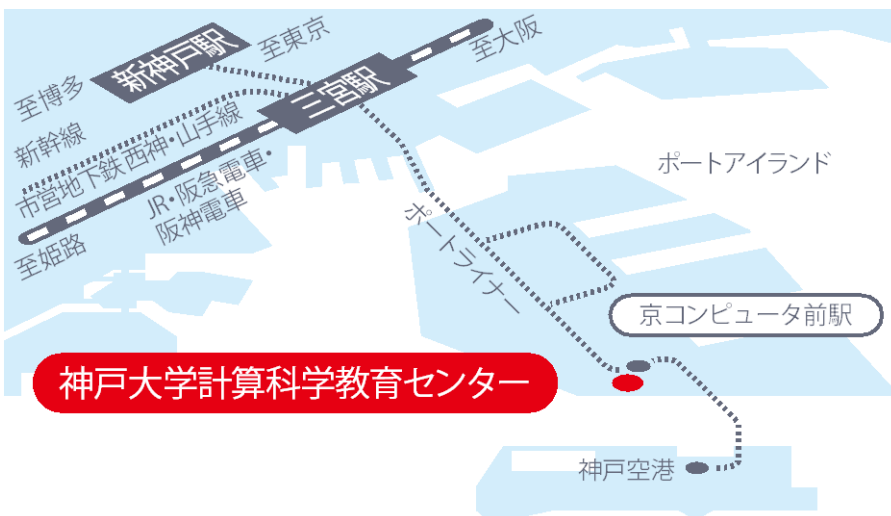 新神戸駅
至東京
至大阪
至博多
三宮駅
新幹線
市営地下鉄 西神・山手線
JR・阪急電車・
阪神電車
至姫路
ポートアイランド
ポートライナー
京コンピュータ前駅
神戸大学計算科学教育センター
神戸空港